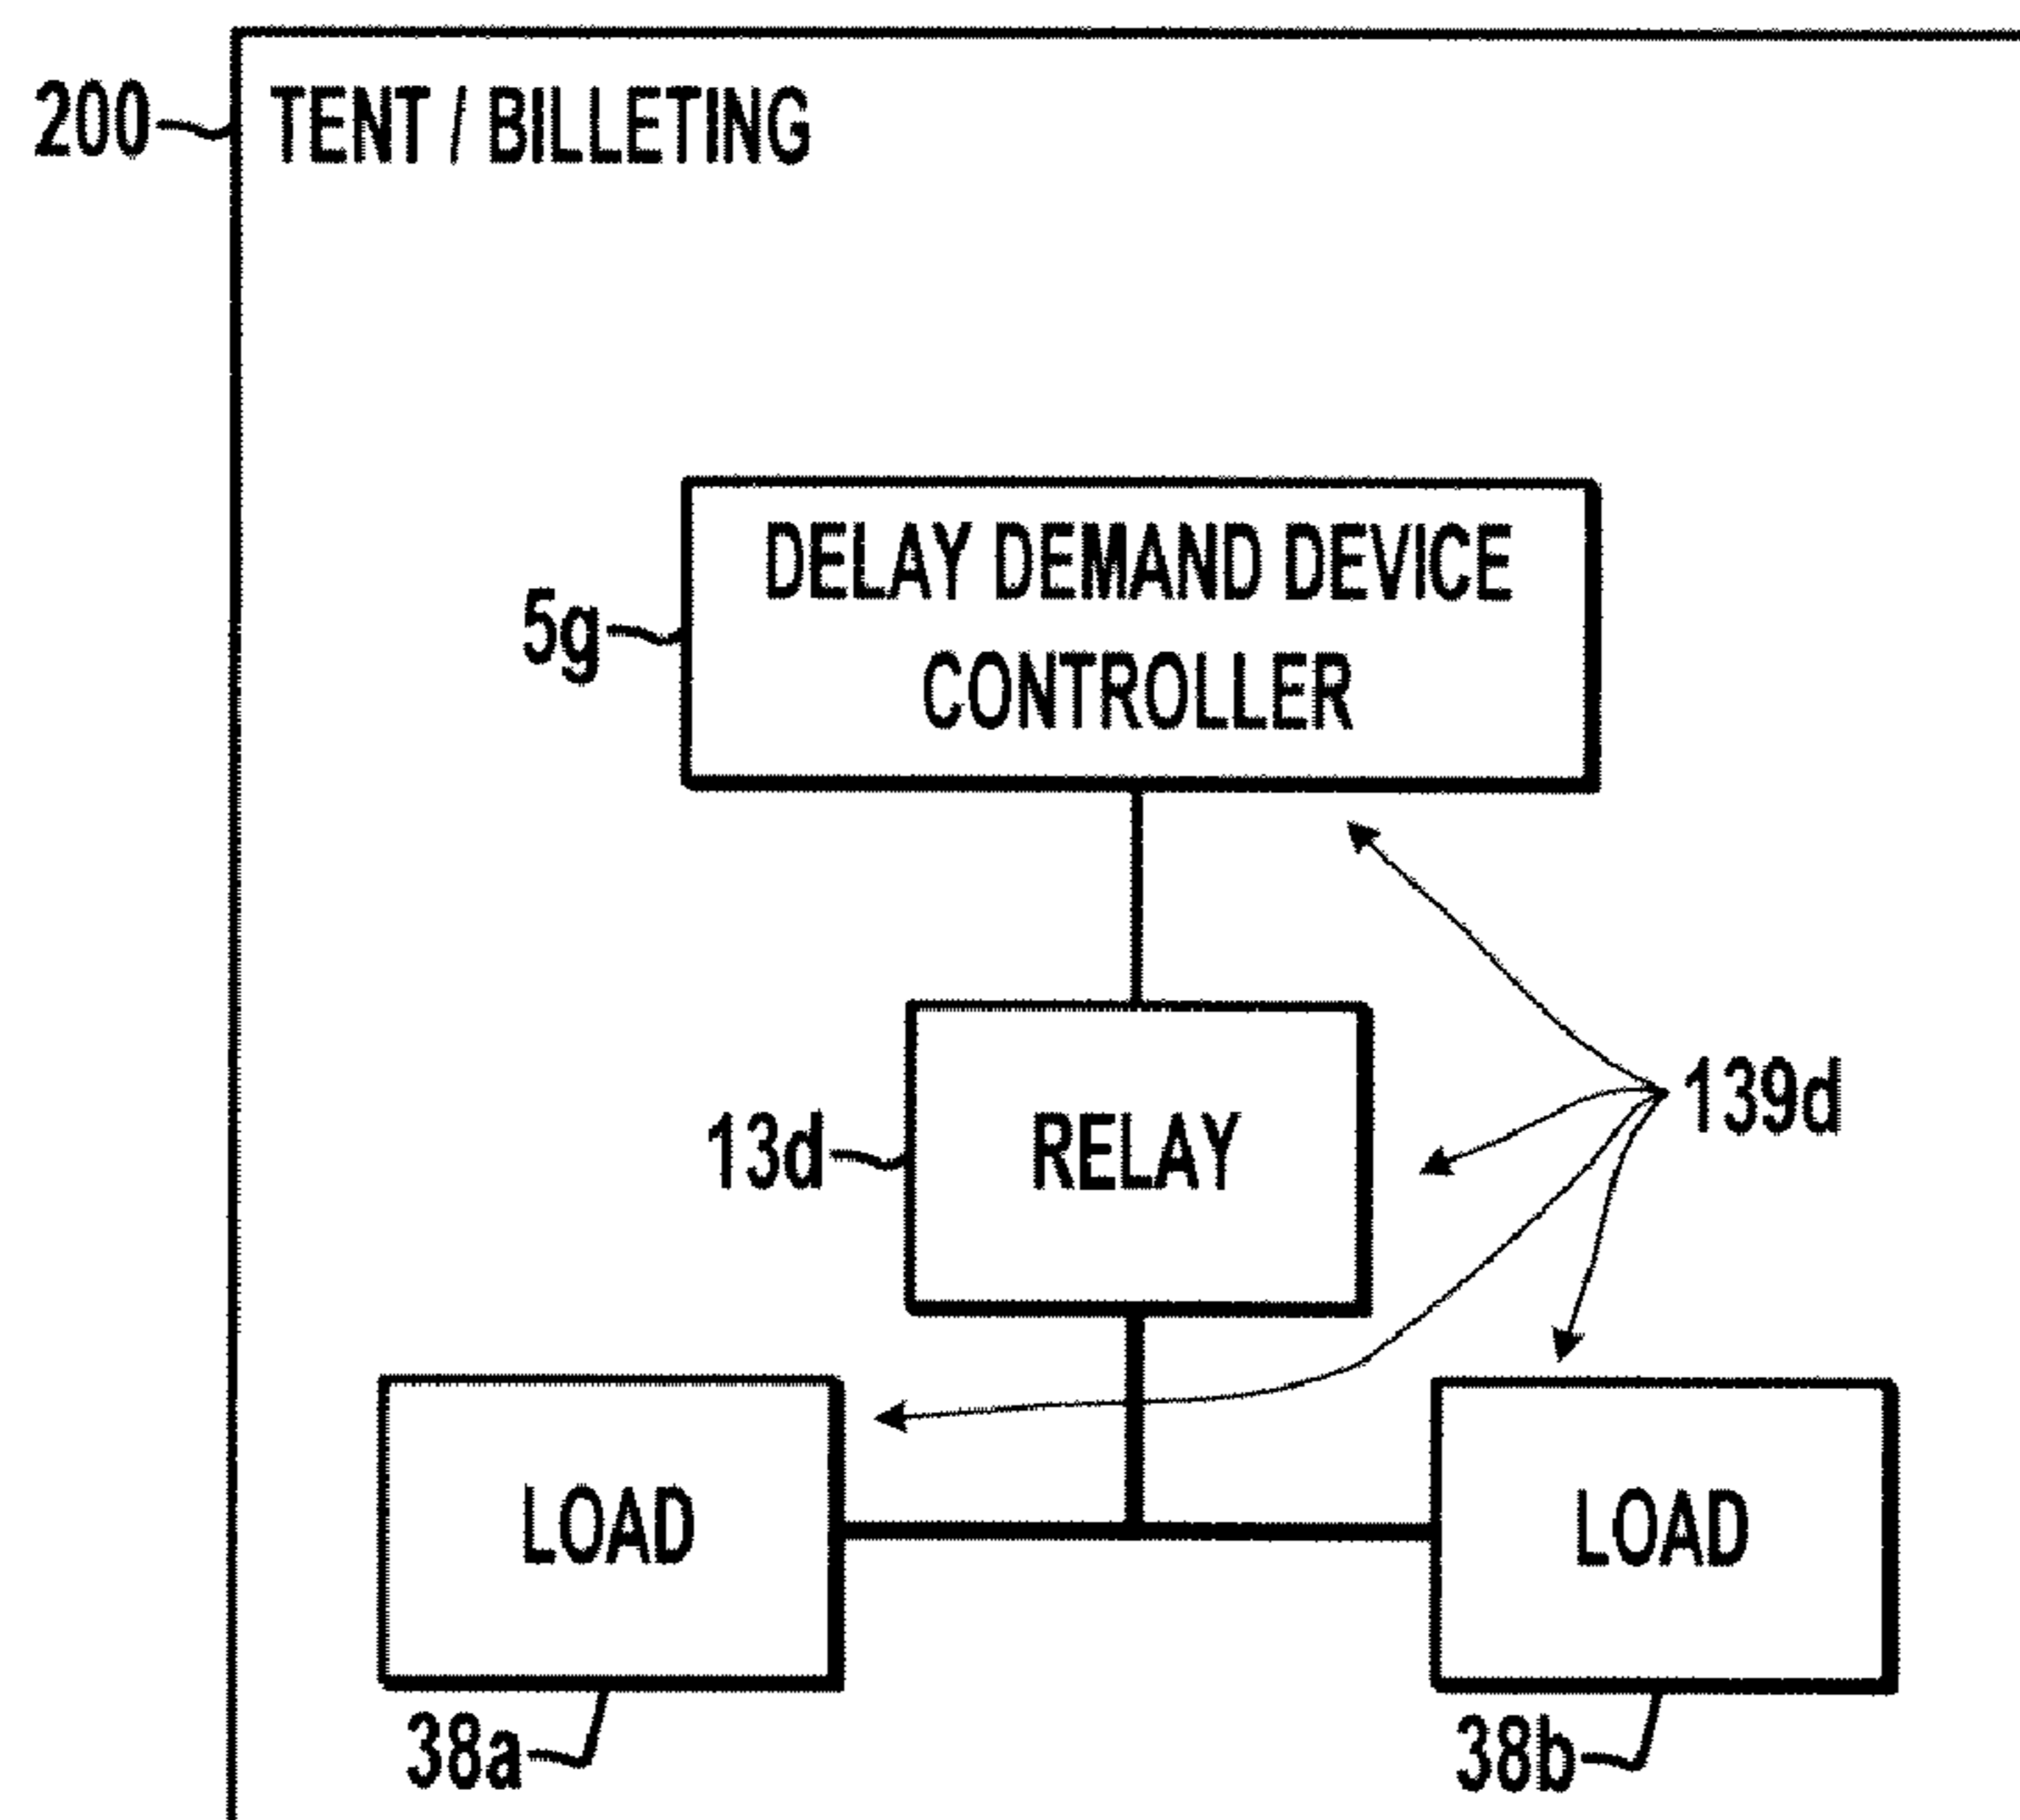 200
TENT / BILLETING
DELAY DEMAND DEVICE
CONTROLLER
5g
139d
13d
RELAY
LOAD
LOAD
38a
38b